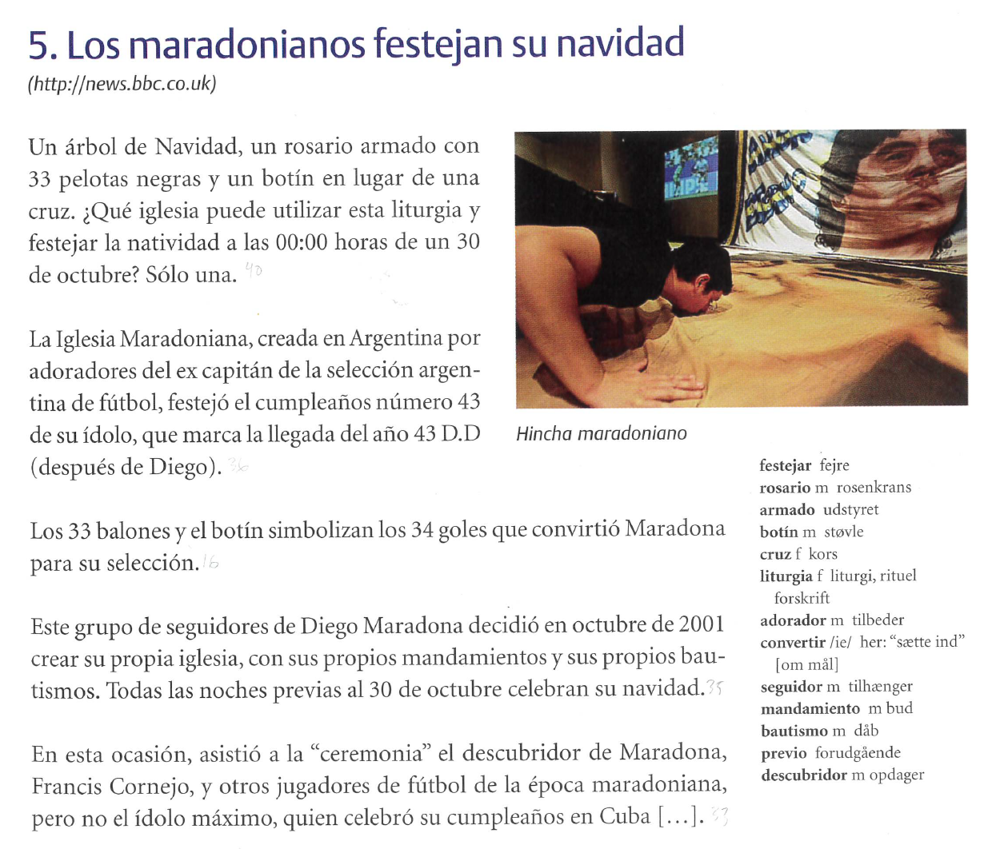 5. Los maradonianos festejan su navidad
(http://news.bbc.co.uk)
Un árbol de Navidad, un rosario armado con
33 pelotas negras y un botín en lugar de una
cruz. ¿Qué iglesia puede utilizar esta liturgia y
festejar la natividad a las 00:00 horas de un 30
de octubre? Sólo una. 40
La Iglesia Maradoniana, creada en Argentina por
adoradores del ex capitán de la selección argen-
tina de fútbol, festejó el cumpleaños número 43
de su ídolo, que marca la llegada del año 43 D.D
(después de Diego). 36
Los 33 balones y el botín simbolizan los 34 goles que convirtió Maradona
para su selección. 16
Este grupo de seguidores de Diego Maradona decidió en octubre de 2001
crear su propia iglesia, con sus propios mandamientos y sus propios bau-
tismos. Todas las noches previas al 30 de octubre celebran su navidad. 35
En esta ocasión, asistió a la “ceremonia” el descubridor de Maradona,
Francis Cornejo, y otros jugadores de fútbol de la época maradoniana,
pero no el ídolo máximo, quien celebró su cumpleaños en Cuba […].
Hincha maradoniano
festejar fejre
rosario m rosenkrans
armado udstyret
botín m støvle
cruz f kors
liturgia f liturgi, rituel
forskrift
adorador m tilbeder
convertir /ie/ her: “sætte ind”
[om mål]
seguidor m tilhænger
mandamiento m bud
bautismo m dåb
previo forudgående
descubridor m opdager